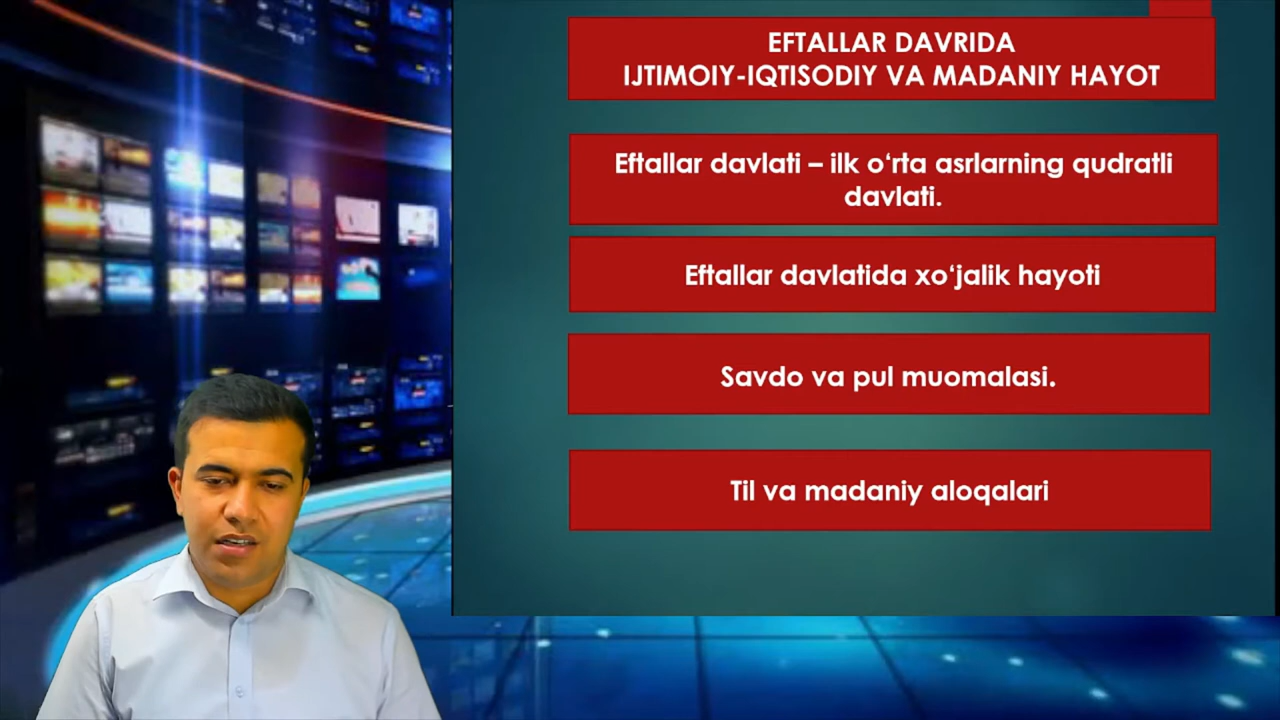 EFTALLAR DAVRIDA
IJTIMOIY-IQTISODIY VA MADANIY HAYOT
Eftallar davlati – ilk o‘rta asrlarning qudratli
davlati.
Eftallar davlatida xo‘jalik hayoti
Savdo va pul muomalasi.
Til va madaniy aloqalari